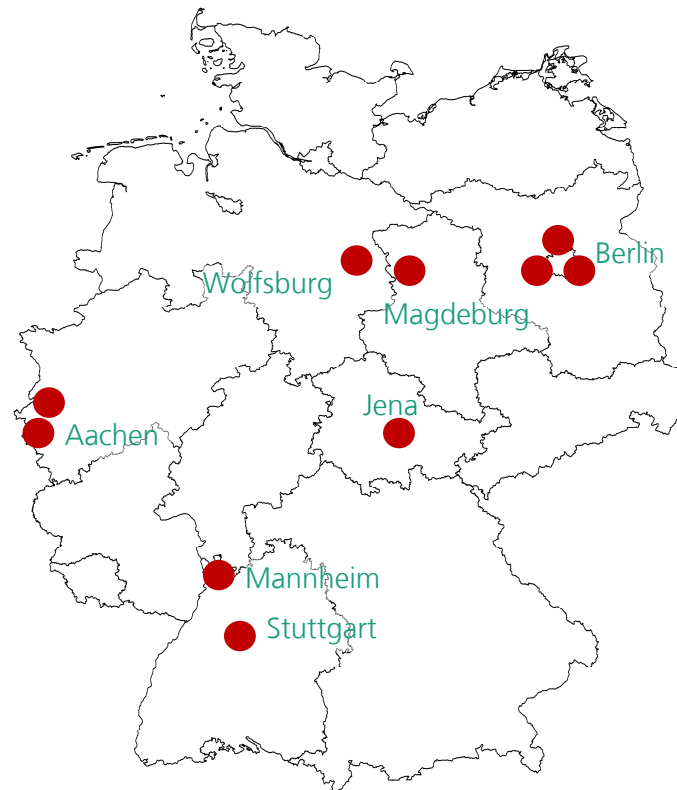 Berlin
Wolfsburg
Magdeburg
Jena
Aachen
Mannheim
Stuttgart